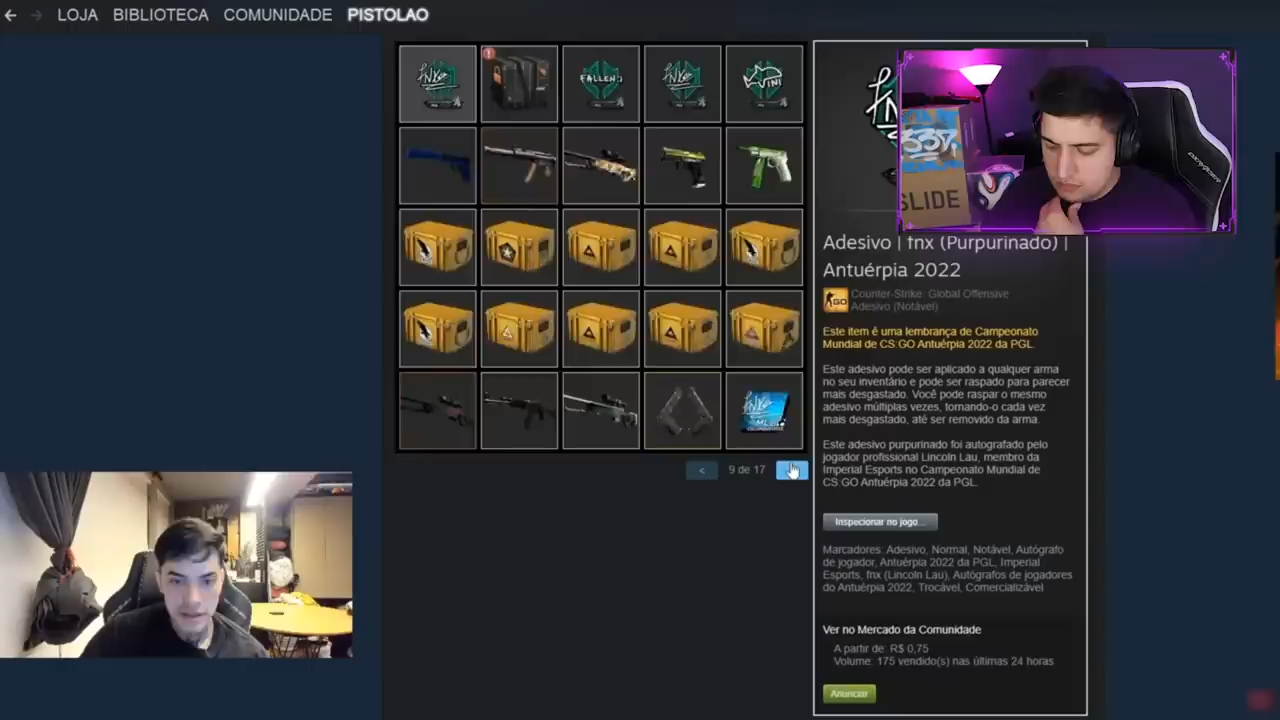 LOJA BIBLIOTECA COMUNIDADE PISTOLAO
FALLEN
SLIDE
Adesivo | fnx (Purpurinado) |
Antuérpia 2022
GO
Counter-Strike: Global Offensive
Adesivo (Notável)
Este item é uma lembrança de Campeonato
Mundial de CS:GO Antuérpia 2022 da PGL.
Este adesivo pode ser aplicado a qualquer arma
no seu inventário e pode ser raspado para parecer
mais desgastado. Você pode raspar o mesmo
adesivo múltiplas vezes, tornando-o cada vez
mais desgastado, até ser removido da arma.
Este adesivo purpurinado foi autografado pelo
jogador profissional Lincoln Lau, membro da
Imperial Esports no Campeonato Mundial de
CS:GO Antuérpia 2022 da PGL.
< 9 de 17
Inspecionar no jogo...
Marcadores: Adesivo, Normal, Notável, Autógrafo
de jogador, Antuérpia 2022 da PGL, Imperial
Esports, fnx (Lincoln Lau), Autógrafos de jogadores
do Antuérpia 2022, Trocável, Comercializável
Ver no Mercado da Comunidade
A partir de: R$ 0,75
Volume: 175 vendido(s) nas últimas 24 horas
Anunciar